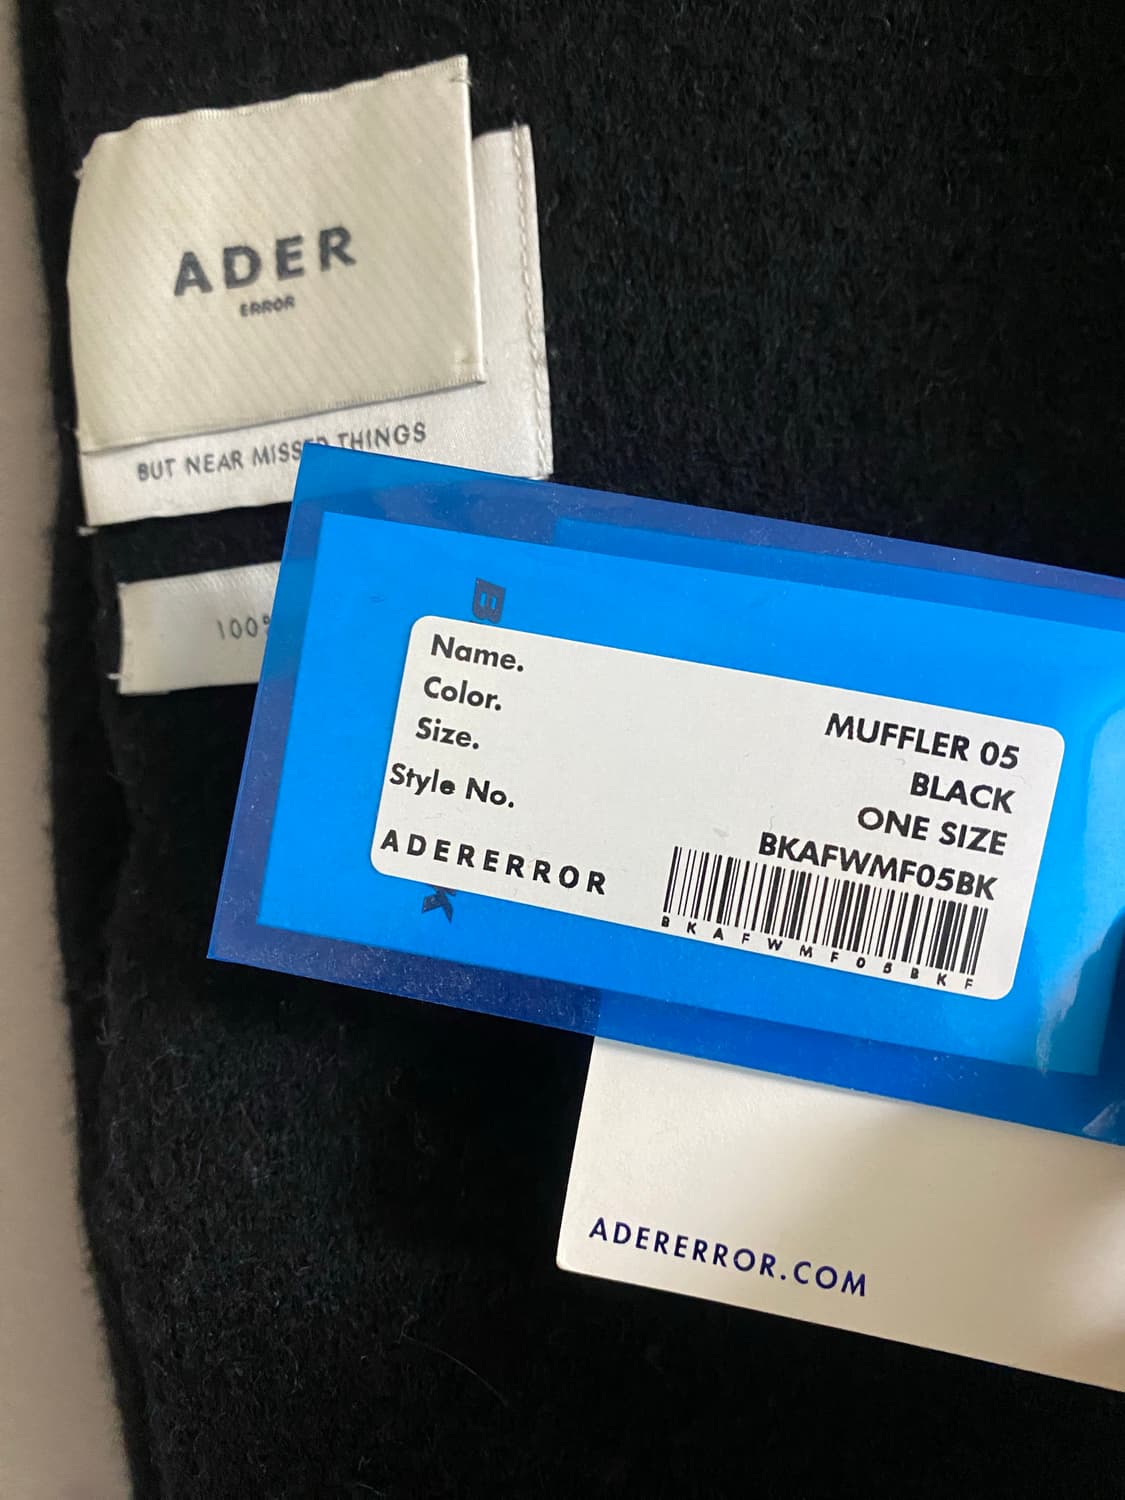 ADER
ERROR
BUT NEAR MISSED THINGS
100%
B
Name. MUFFLER 05
Color. BLACK
Size. ONE SIZE
Style No. BKAFWMF05BK
ADERERROR
BKAFWMF05BKF
K
ADERERROR.COM